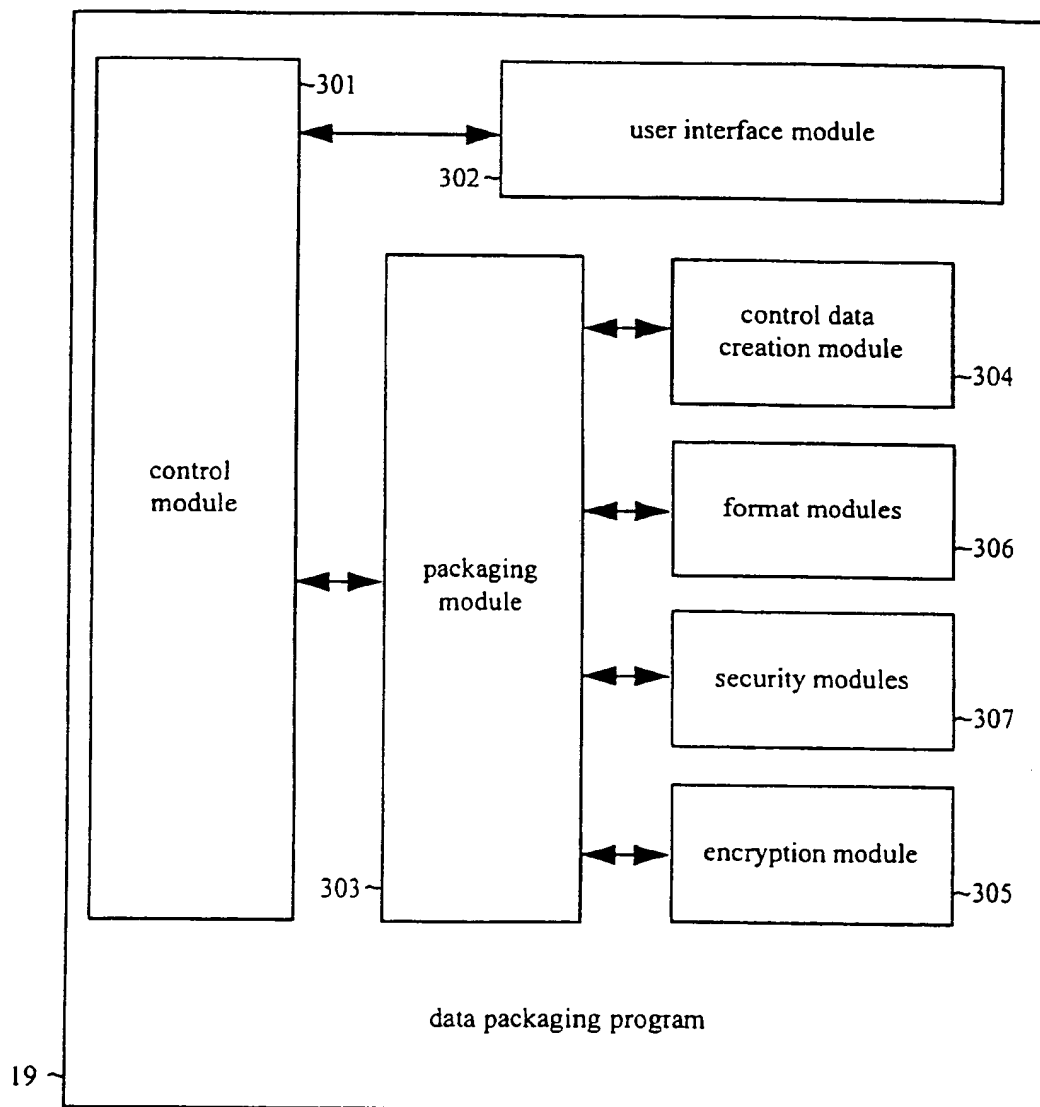 301
user interface module
302
control data
creation module
304
control
module
format modules
306
packaging
module
security modules
307
encryption module
303
305
data packaging program
19